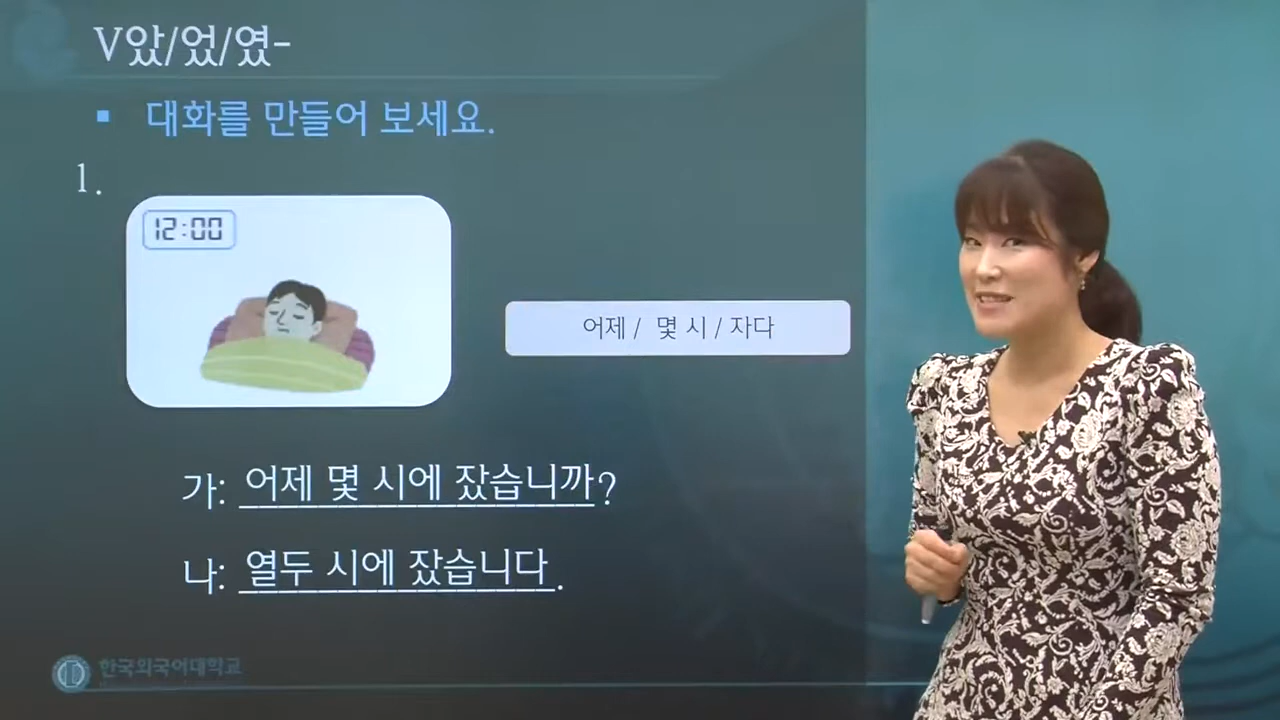 V았/었/였-
▪ 대화를 만들어 보세요.
1.
12:00
어제 / 몇 시 / 자다
가: 어제 몇 시에 잤습니까?
나: 열두 시에 잤습니다.
한국외국어대학교